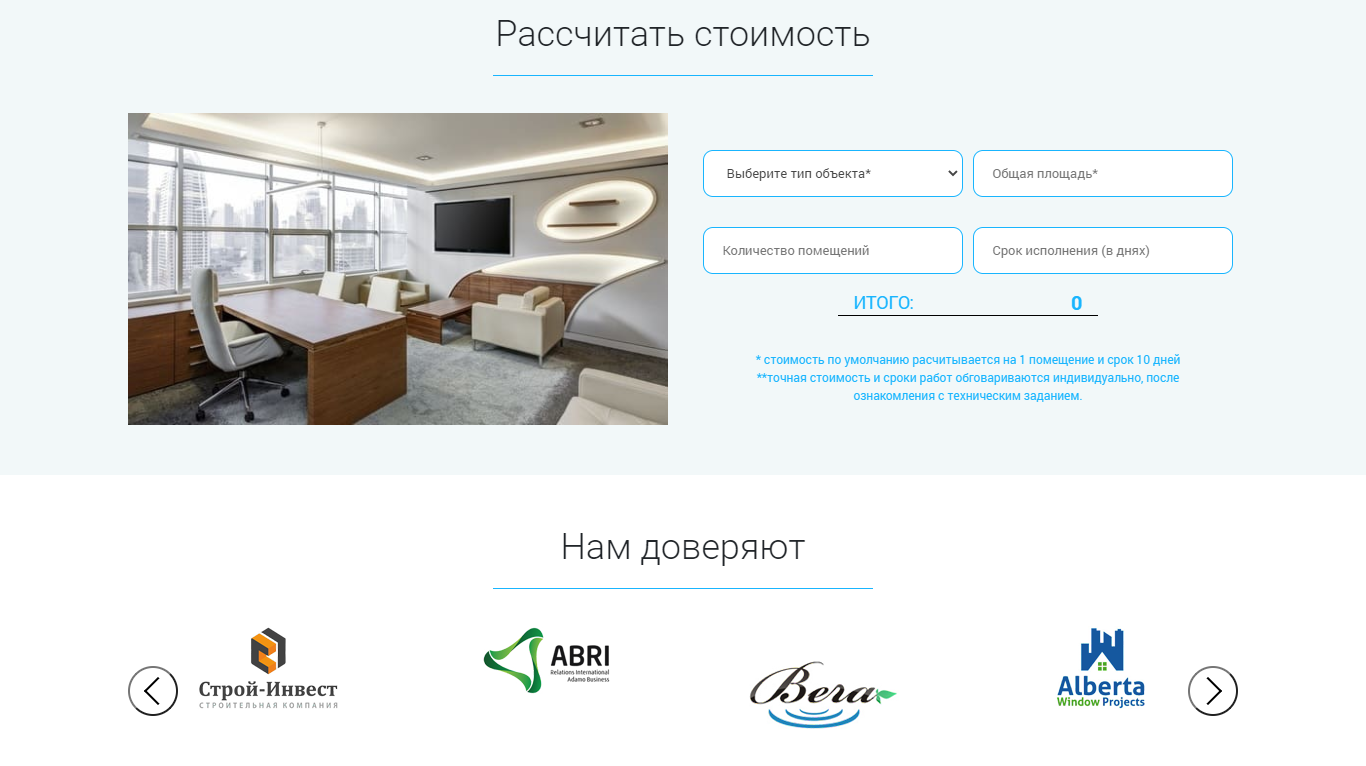 Рассчитать стоимость
Выберите тип объекта*
Общая площадь*
Количество помещений
Срок исполнения (в днях)
ИТОГО: 0
* стоимость по умолчанию расчитывается на 1 помещение и срок 10 дней
**точная стоимость и сроки работ обговариваются индивидуально, после
ознакомления с техническим заданием.
Нам доверяют
Строй-Инвест
СТРОИТЕЛЬНАЯ КОМПАНИЯ
ABRI
Relations International
Adamo Business
Вега
Alberta
Window Projects